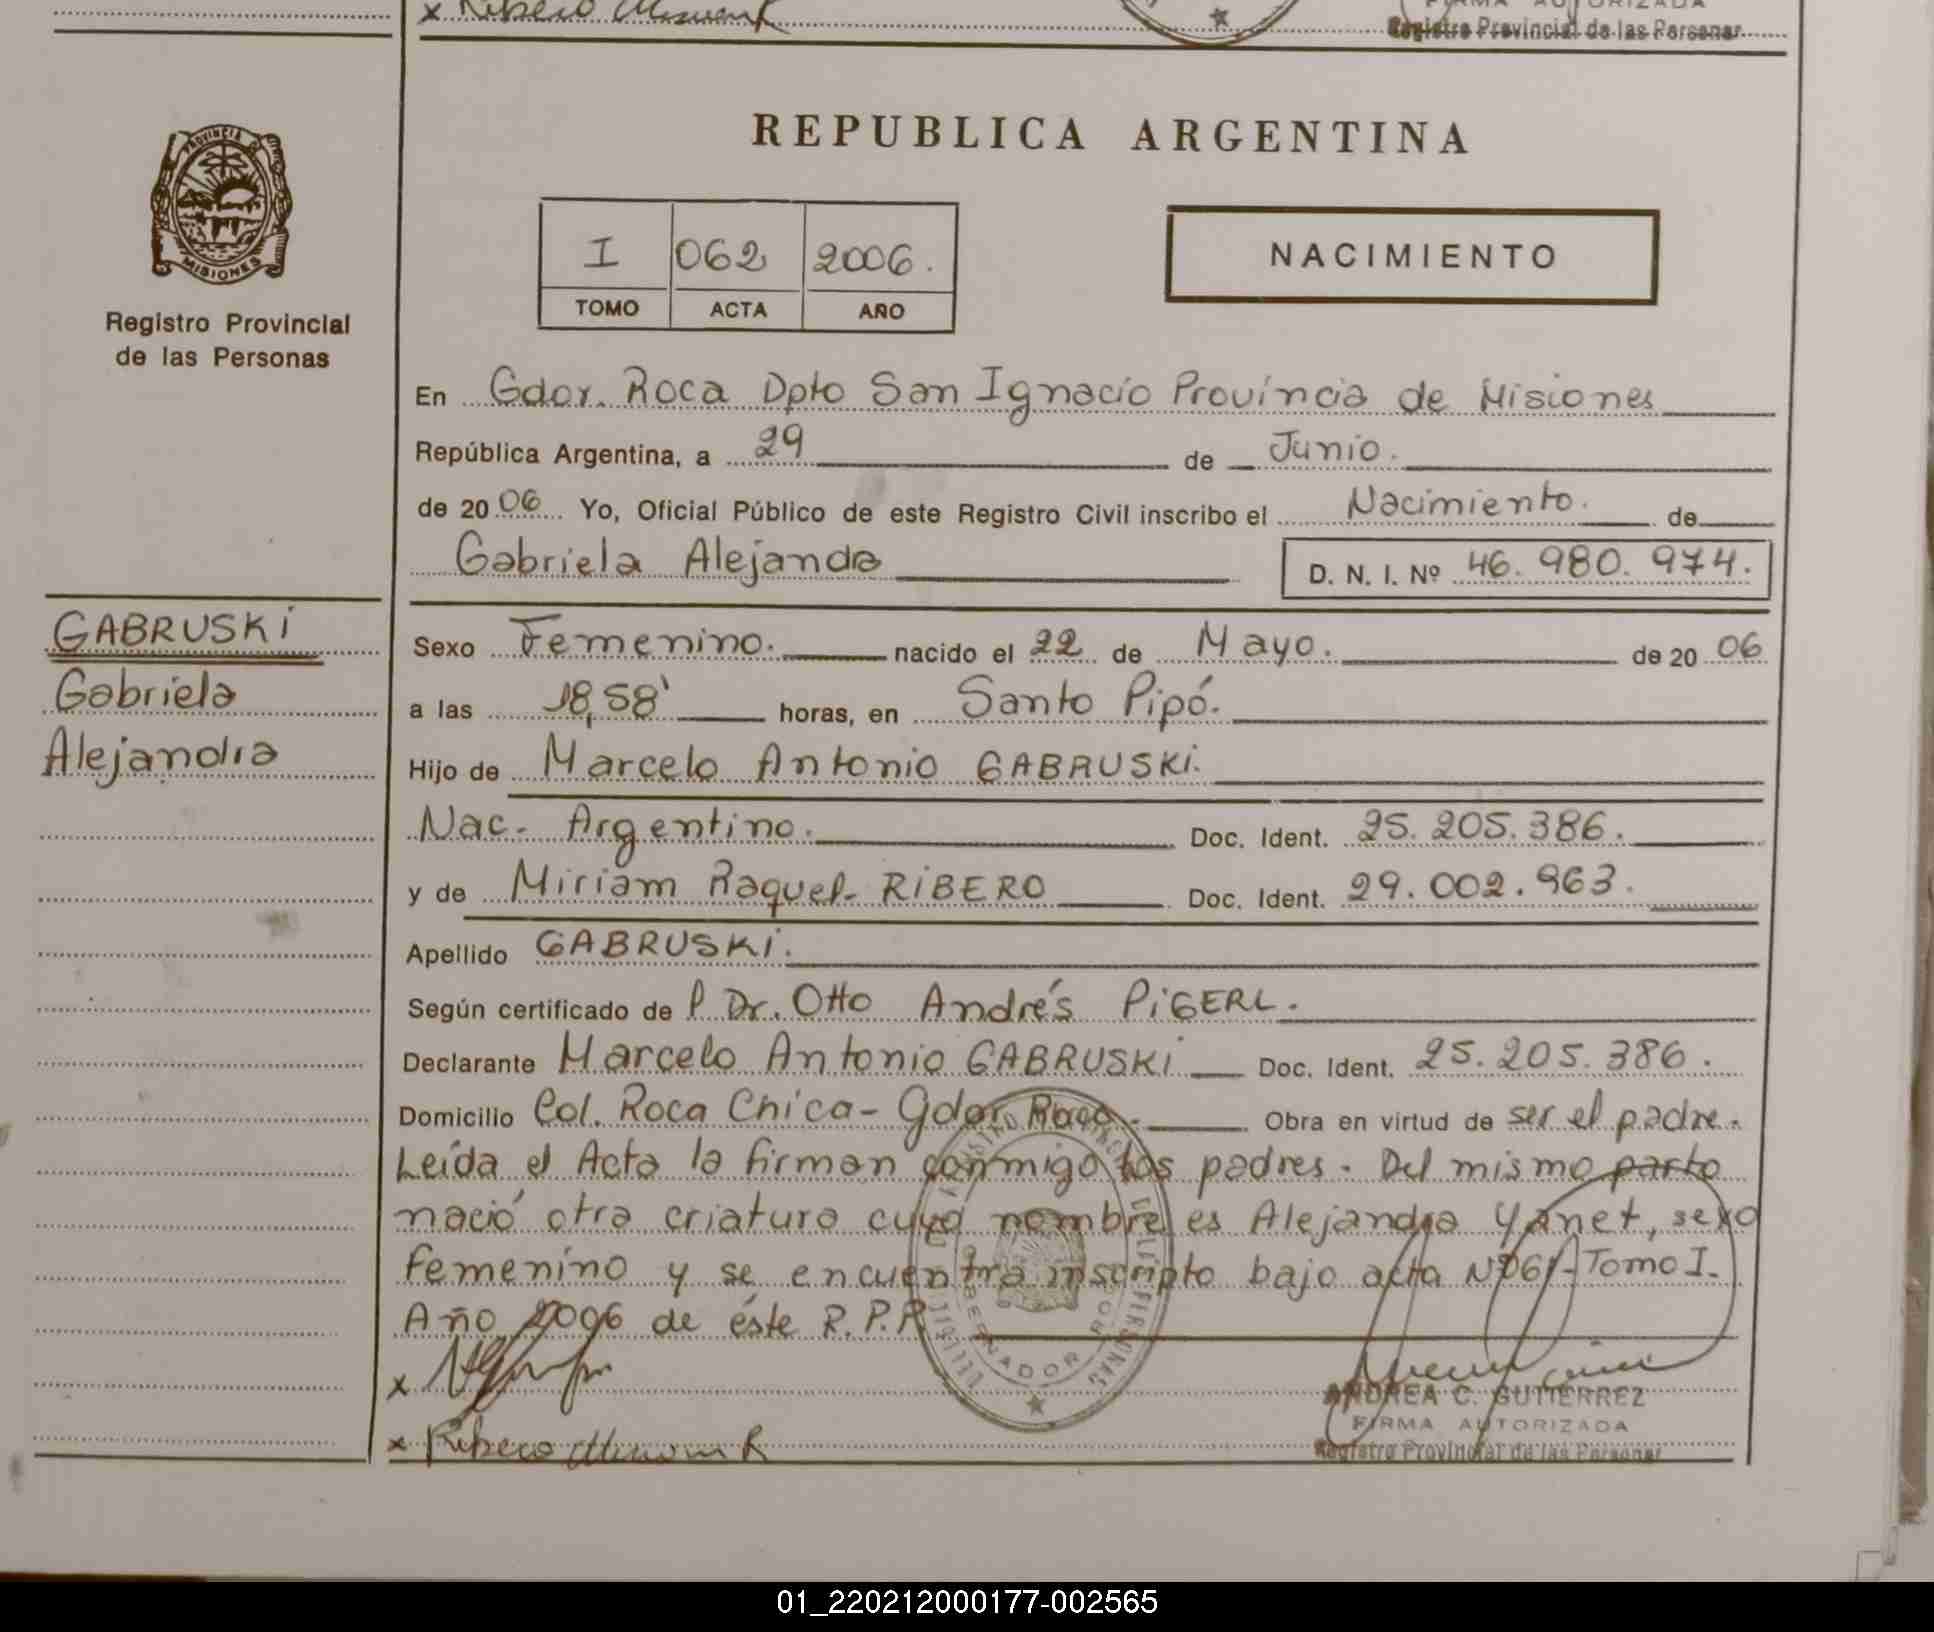 x Ribero Miriam R
FIRMA AUTORIZADA
Registro Provincial de las Personas
PROVINCIA DE
MISIONES
Registro Provincial
de las Personas
REPUBLICA ARGENTINA
I 062 2006.
TOMO ACTA AÑO
NACIMIENTO
En Gdor. Roca Dpto San Ignacio Província de Misiones
República Argentina, a 29 de Junio.
de 2006 Yo, Oficial Público de este Registro Civil inscribo el Nacimiento. de
Gabriela Alejanda
D. N. I. Nº 46.980.974.
GABRUSKI
Gabriela
Alejandra
Sexo Femenino. nacido el 22 de Mayo. de 2006
a las 18,58' horas, en Santo Pipó.
Hijo de Marcelo Antonio GABRUSKI.
Nac. Argentino. Doc. Ident. 25.205.386.
y de Miriam Raquel RIBERO Doc. Ident. 29.002.963.
Apellido GABRUSKI.
Según certificado de P Dr. Otto Andrés PIGERL.
Declarante Marcelo Antonio GABRUSKI Doc. Ident. 25.205.386.
Domicilio Col. Roca Chica - Gdor. Roca. Obra en virtud de ser el padre.
Leída el Acta la firman conmigo los padres. Del mismo parto
nació otra criatura cuyo nombre es Alejandra Yanet, sexo
femenino y se encuentra inscripto bajo acta Nº 061 - Tomo I.
Año 2006 de éste R.P.P.
GOBERNADOR ROCA
x
ANDREA C. GUTIERREZ
FIRMA AUTORIZADA
x Ribero Miriam R
Registro Provincial de las Personas
01_220212000177-002565